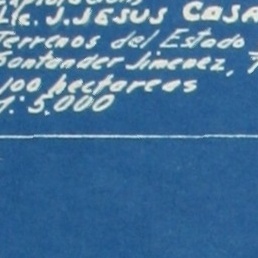 Lic. J. JESUS CASA
Terrenos del Estado
Santander Jimenez, T
100 hectareas
1:5,000